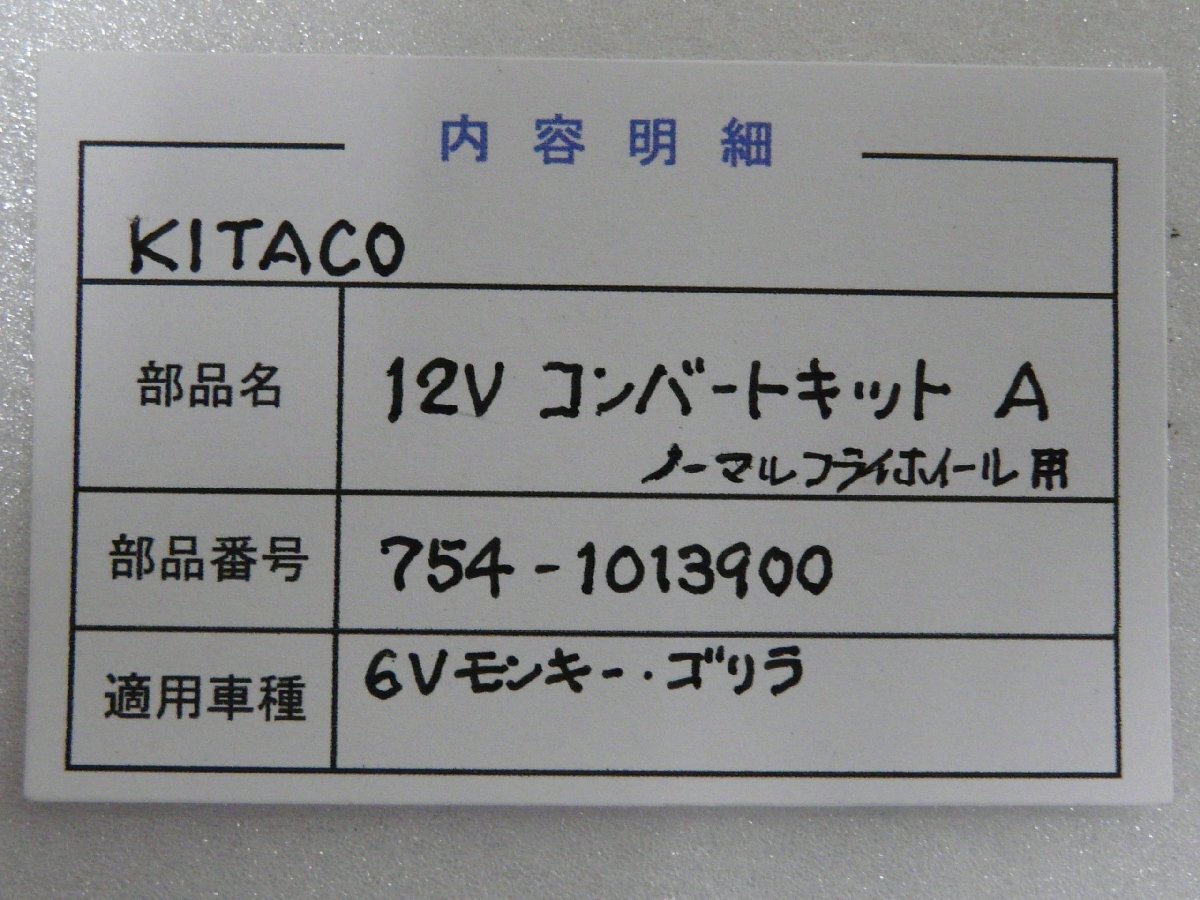 内容明細
KITACO
部品名
12V コンバートキット A
ノーマルフライホイール用
部品番号
754-1013900
適用車種
6Vモンキー・ゴリラ